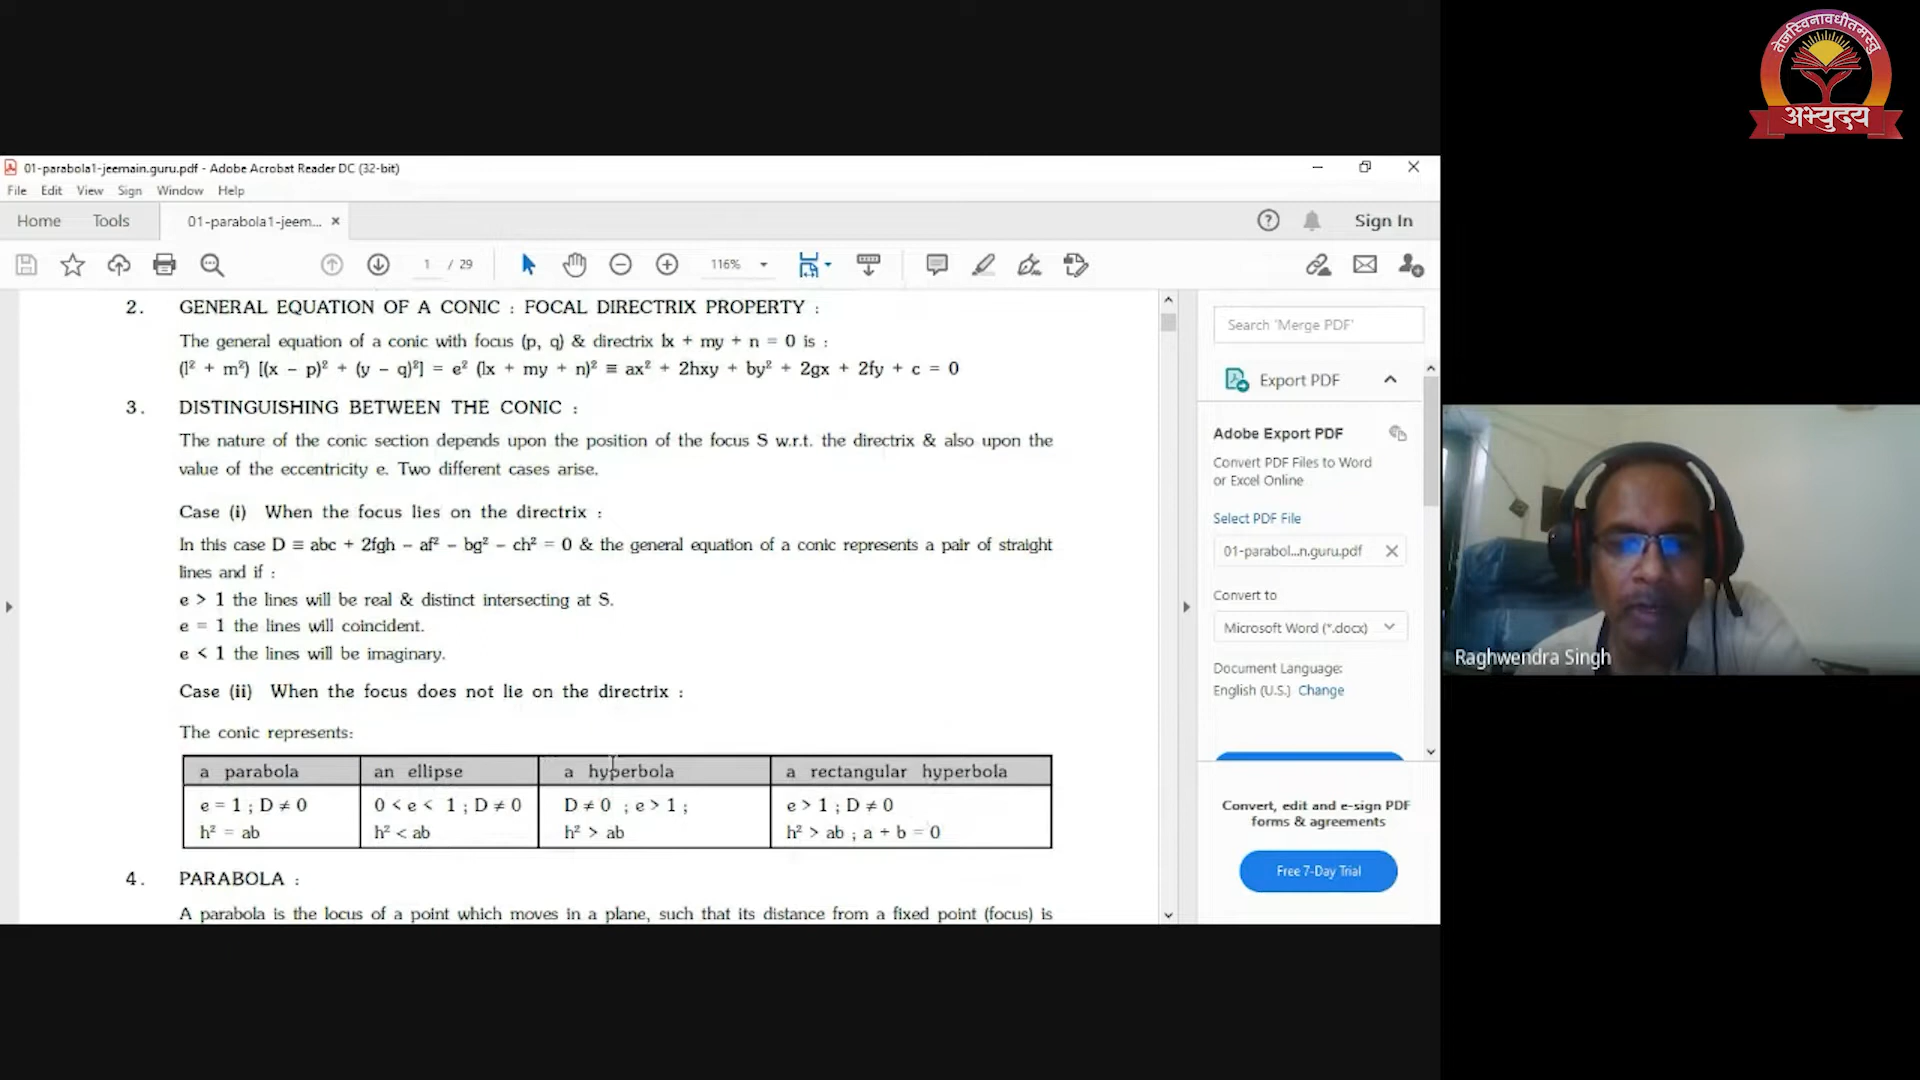 तेजस्विनावधीतमस्तु
अभ्युदय
01-parabola1-jeemain.guru.pdf - Adobe Acrobat Reader DC (32-bit)
File Edit View Sign Window Help
Home Tools 01-parabola1-jeem... × Sign In
1 / 29 116%
2. GENERAL EQUATION OF A CONIC : FOCAL DIRECTRIX PROPERTY :
The general equation of a conic with focus (p, q) & directrix lx + my + n = 0 is :
(l² + m²) [(x − p)² + (y − q)²] = e² (lx + my + n)² ≡ ax² + 2hxy + by² + 2gx + 2fy + c = 0
3. DISTINGUISHING BETWEEN THE CONIC :
The nature of the conic section depends upon the position of the focus S w.r.t. the directrix & also upon the
value of the eccentricity e. Two different cases arise.
Case (i) When the focus lies on the directrix :
In this case D ≡ abc + 2fgh − af² − bg² − ch² = 0 & the general equation of a conic represents a pair of straight
lines and if :
e > 1 the lines will be real & distinct intersecting at S.
e = 1 the lines will coincident.
e < 1 the lines will be imaginary.
Case (ii) When the focus does not lie on the directrix :
The conic represents:
a parabola an ellipse a hyperbola a rectangular hyperbola
e = 1 ; D ≠ 0 0 < e < 1 ; D ≠ 0 D ≠ 0 ; e > 1 ; e > 1 ; D ≠ 0
h² = ab h² < ab h² > ab h² > ab ; a + b = 0
4. PARABOLA :
A parabola is the locus of a point which moves in a plane, such that its distance from a fixed point (focus) is
Search 'Merge PDF'
Export PDF
Adobe Export PDF
Convert PDF Files to Word
or Excel Online
Select PDF File
01-parabol...n.guru.pdf
Convert to
Microsoft Word (*.docx)
Document Language:
English (U.S.) Change
Convert, edit and e-sign PDF
forms & agreements
Free 7-Day Trial
Raghwendra Singh